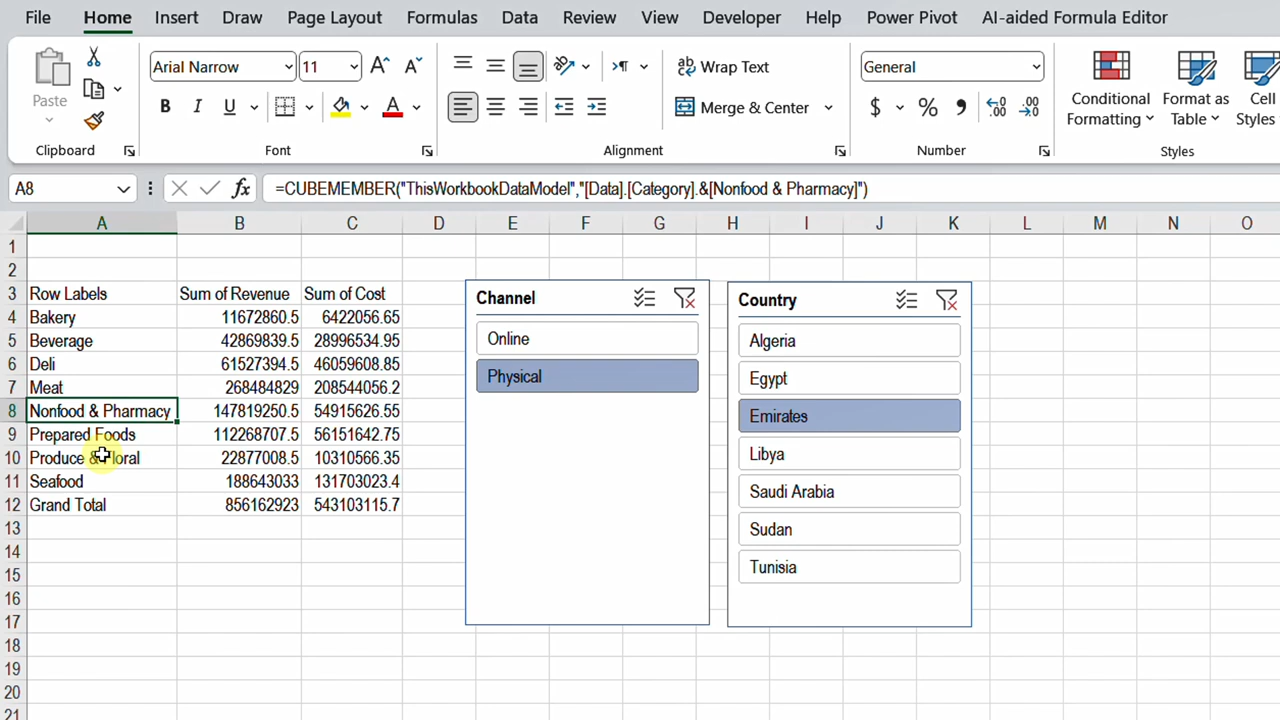 File Home Insert Draw Page Layout Formulas Data Review View Developer Help Power Pivot AI-aided Formula Editor
Paste
Clipboard
Arial Narrow 11 A A
B I U A
Font
Wrap Text
Merge & Center
Alignment
General
$ % 9 .00 .00
Number
Conditional Formatting
Format as Table
Cell Styles
Styles
A8 fx =CUBEMEMBER("ThisWorkbookDataModel","[Data].[Category].&[Nonfood & Pharmacy]")
A B C D E F G H I J K L M N O
1
2
3 Row Labels Sum of Revenue Sum of Cost
4 Bakery 11672860.5 6422056.65
5 Beverage 42869839.5 28996534.95
6 Deli 61527394.5 46059608.85
7 Meat 268484829 208544056.2
8 Nonfood & Pharmacy 147819250.5 54915626.55
9 Prepared Foods 112268707.5 56151642.75
10 Produce & Floral 22877008.5 10310566.35
11 Seafood 188643033 131703023.4
12 Grand Total 856162923 543103115.7
13
14
15
16
17
18
19
20
21
Channel
Online
Physical
Country
Algeria
Egypt
Emirates
Libya
Saudi Arabia
Sudan
Tunisia